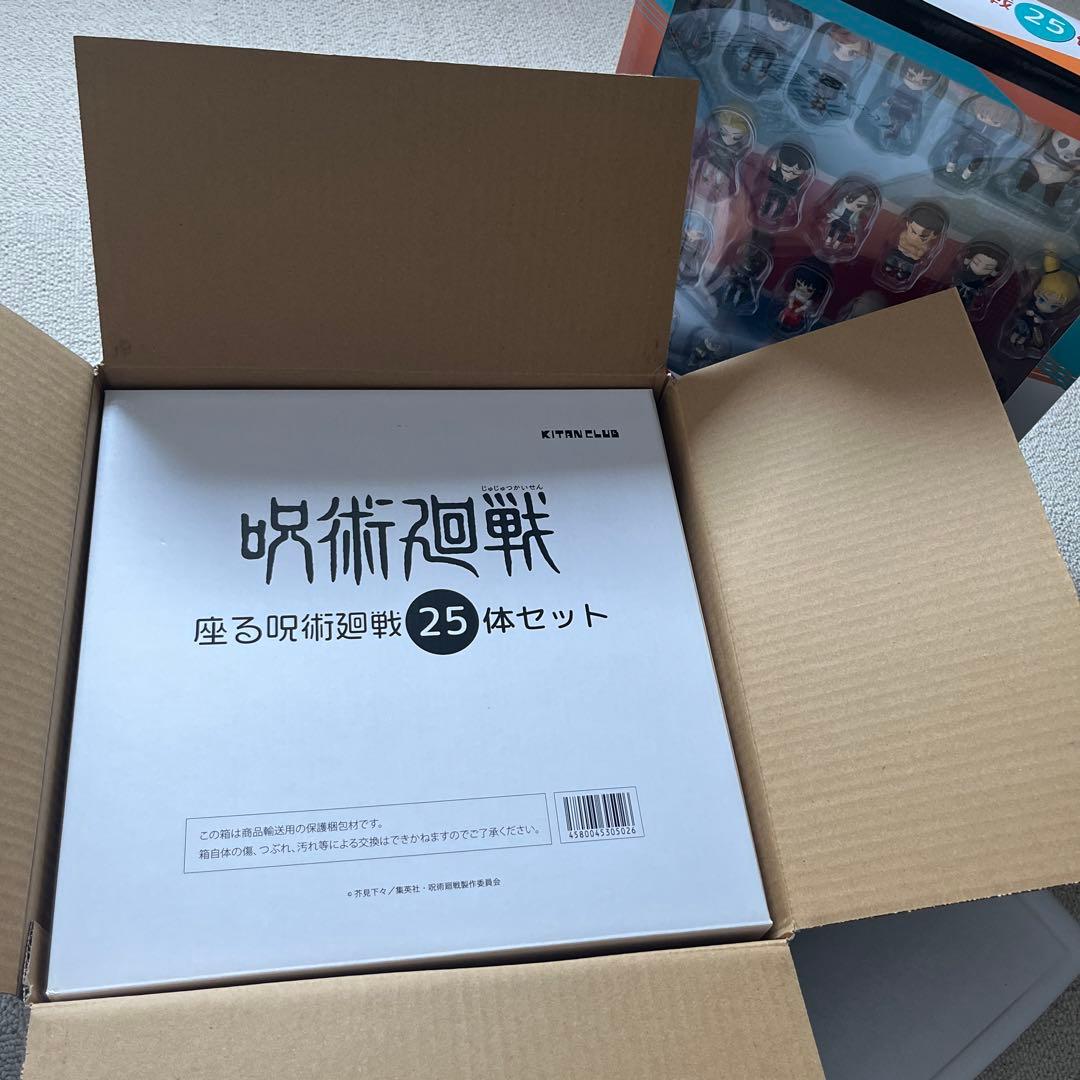 25
KITAN CLUB
じゅじゅつかいせん
呪術廻戦
座る呪術廻戦25体セット
この箱は商品輸送用の保護梱包材です。
箱自体の傷、つぶれ、汚れ等による交換はできかねますのでご了承ください。
4580045305026
©芥見下々／集英社・呪術廻戦製作委員会